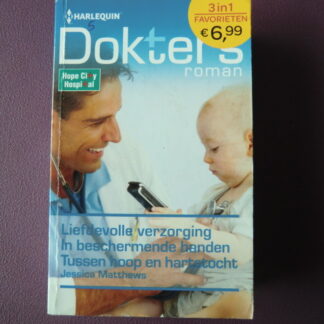 HARLEQUIN
3 in 1
FAVORIETEN
€ 6,99
Dokters
roman
Hope City
Hospital
Liefdevolle verzorging
In beschermende handen
Tussen hoop en hartstocht
Jessica Matthews